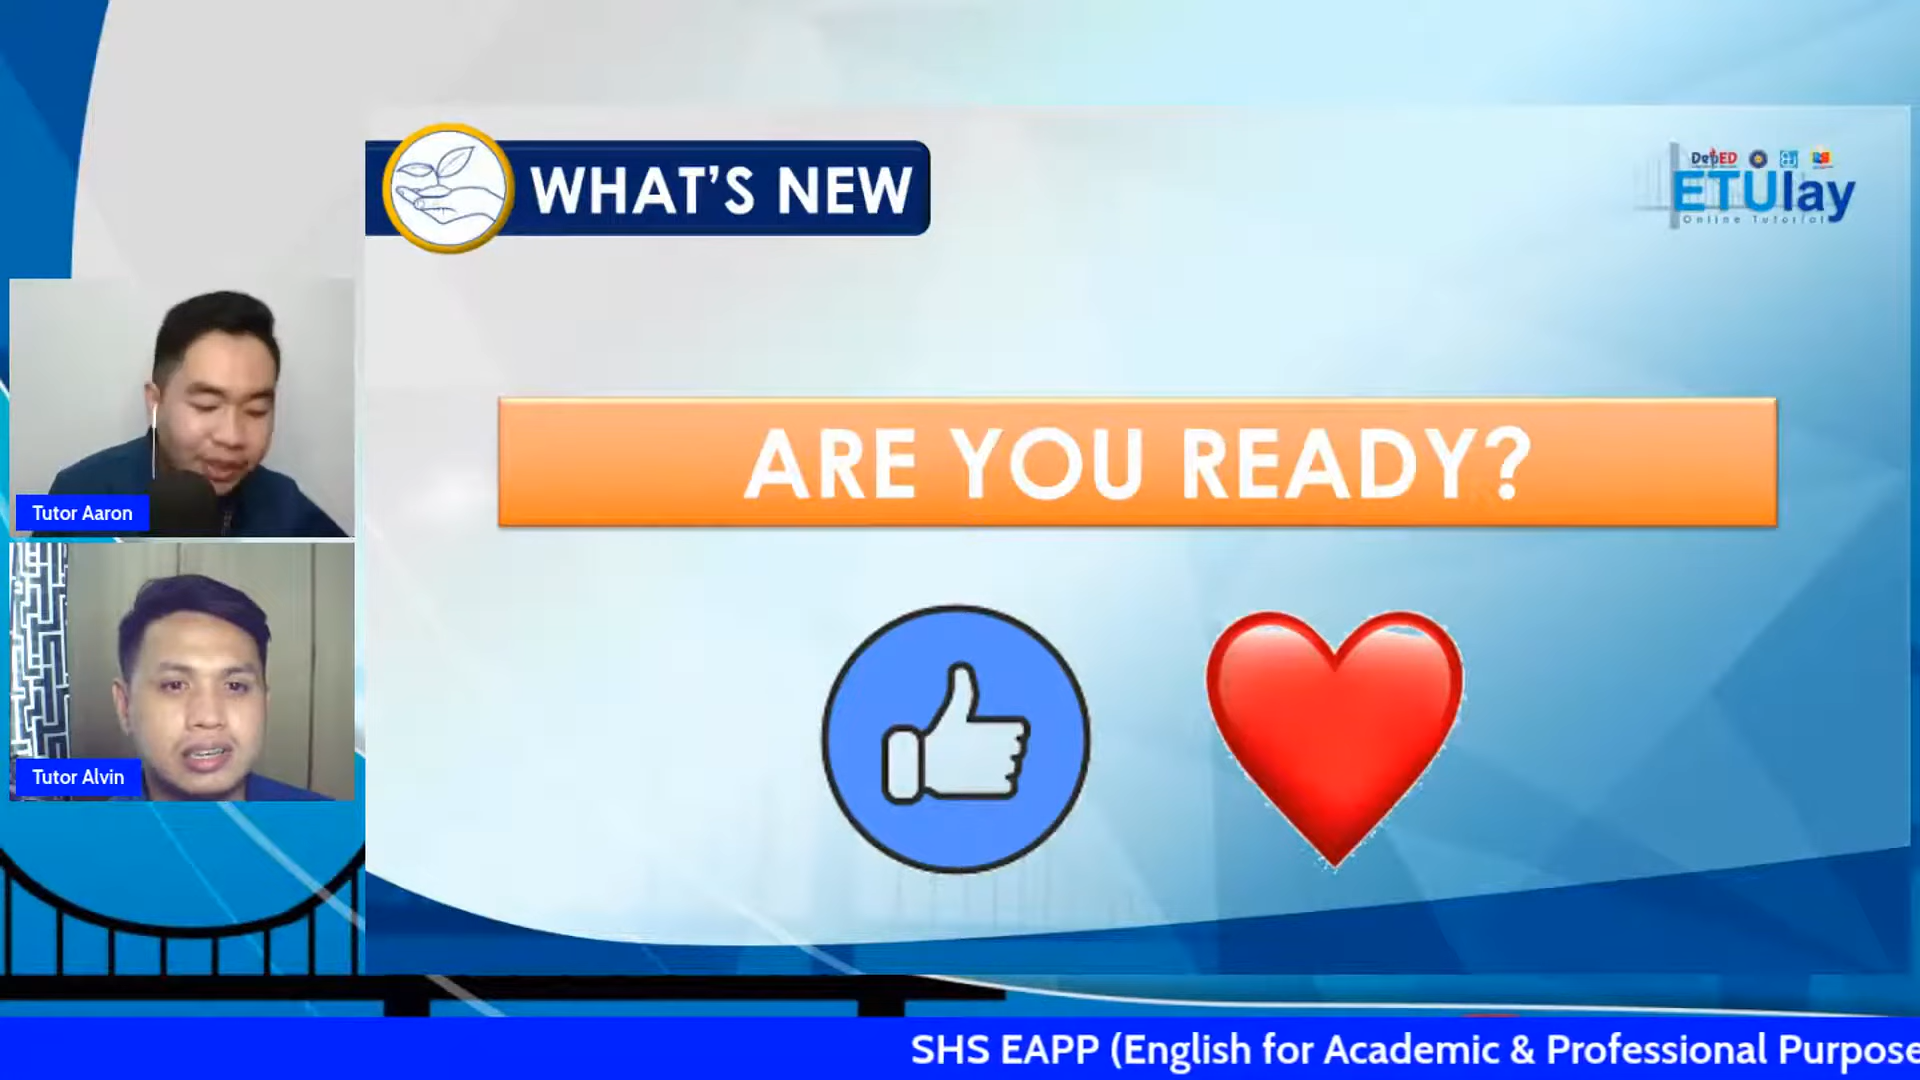 WHAT'S NEW
DepED
ETUlay
Online Tutorial
ARE YOU READY?
Tutor Aaron
Tutor Alvin
SHS EAPP (English for Academic & Professional Purpose